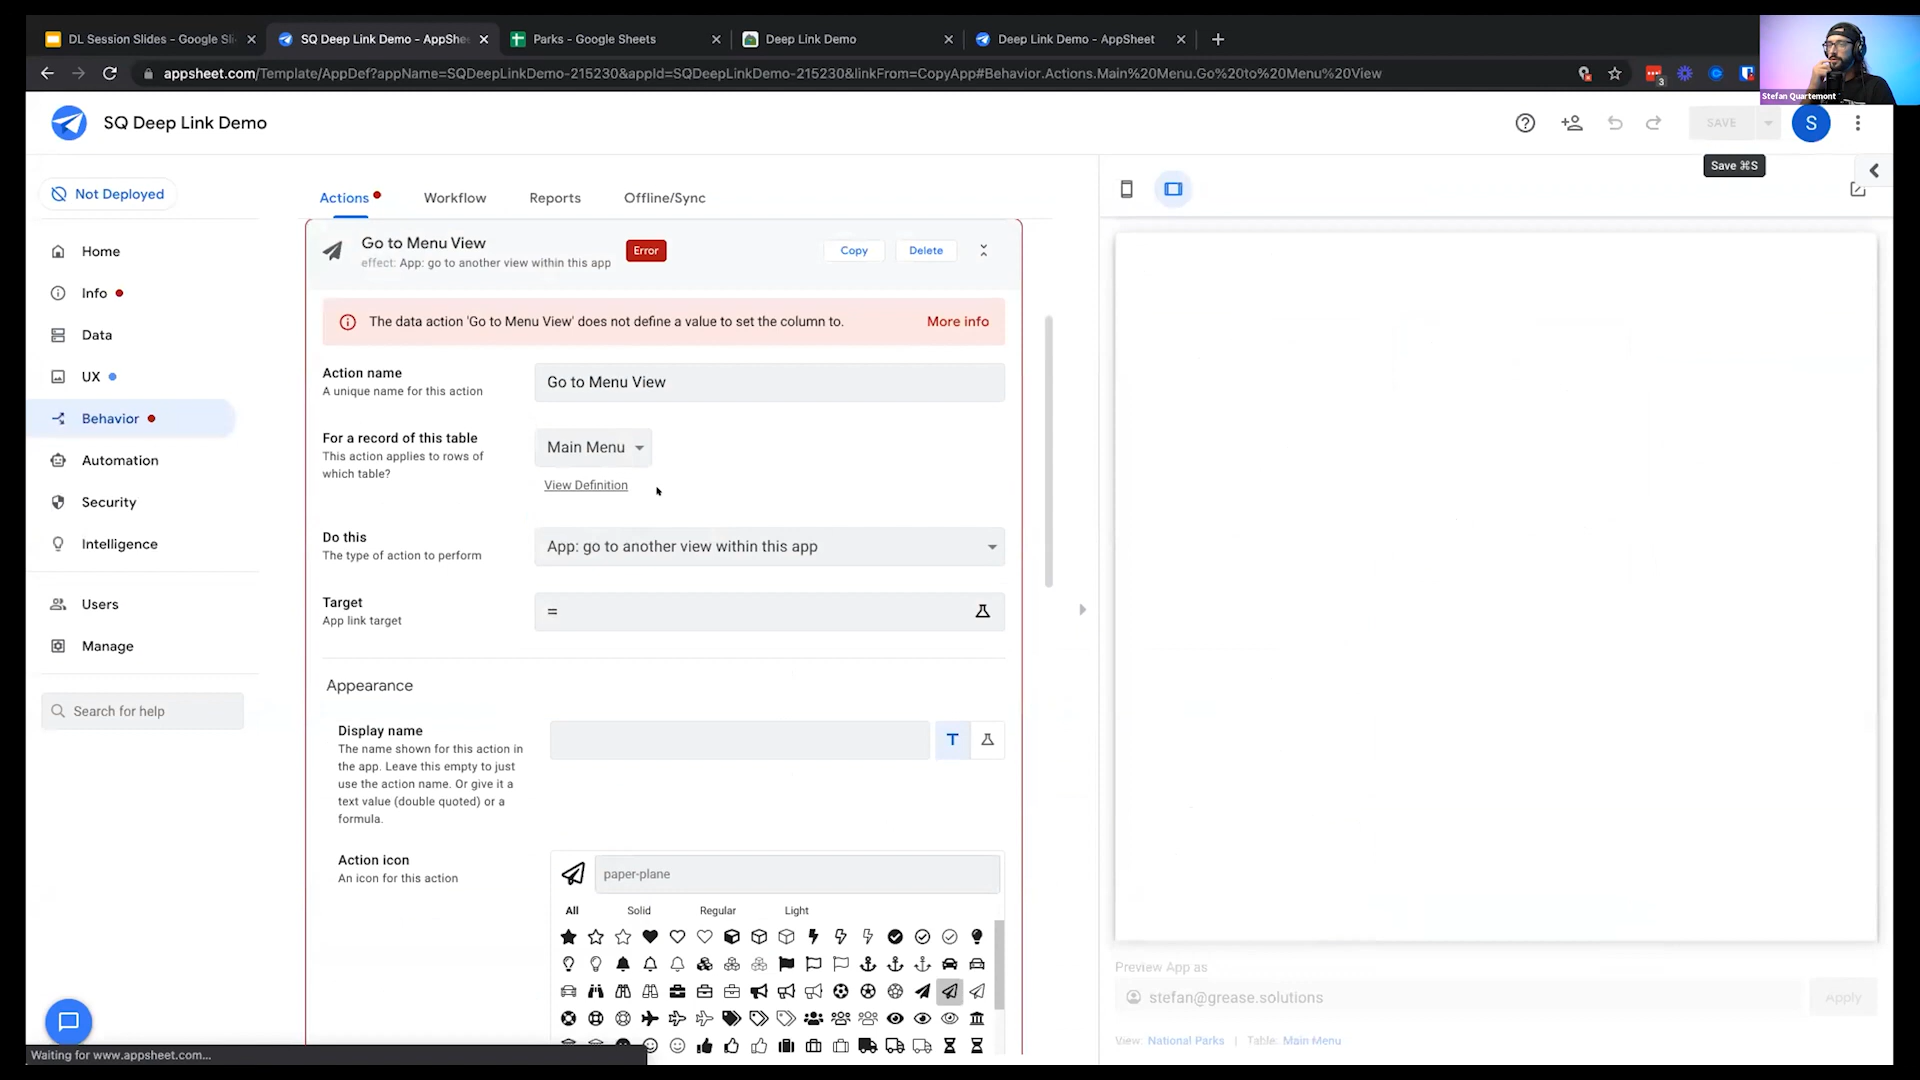 DL Session Slides - Google Sli
SQ Deep Link Demo - AppShe
Parks - Google Sheets
Deep Link Demo
Deep Link Demo - AppSheet
appsheet.com/Template/AppDef?appName=SQDeepLinkDemo-215230&appId=SQDeepLinkDemo-215230&linkFrom=CopyApp#Behavior.Actions.Main%20Menu.Go%20to%20Menu%20View
3
Stefan Quartemont
SQ Deep Link Demo
SAVE
S
Save ⌘S
Not Deployed
Home
Info
Data
UX
Behavior
Automation
Security
Intelligence
Users
Manage
Search for help
Actions
Workflow
Reports
Offline/Sync
Go to Menu View
effect: App: go to another view within this app
Error
Copy
Delete
The data action 'Go to Menu View' does not define a value to set the column to.
More info
Action name
A unique name for this action
Go to Menu View
For a record of this table
This action applies to rows of
which table?
Main Menu
View Definition
Do this
The type of action to perform
App: go to another view within this app
Target
App link target
=
Appearance
Display name
The name shown for this action in
the app. Leave this empty to just
use the action name. Or give it a
text value (double quoted) or a
formula.
T
Action icon
An icon for this action
paper-plane
All
Solid
Regular
Light
Preview App as
stefan@grease.solutions
Apply
View: National Parks | Table: Main Menu
Waiting for www.appsheet.com...